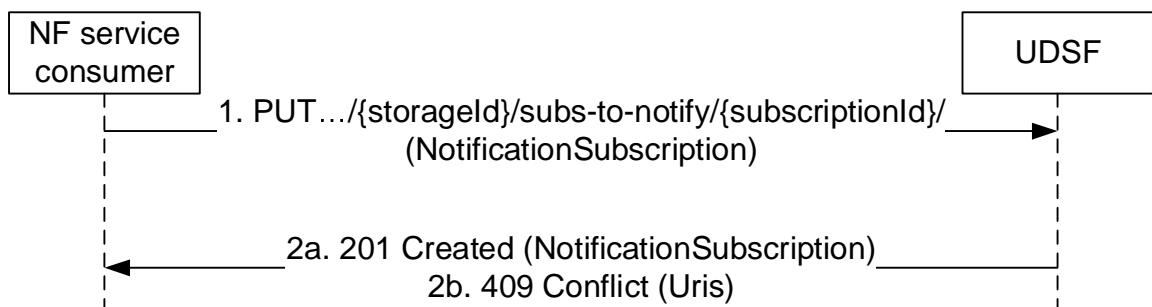 NF service
consumer
UDSF
1. PUT…/{storageId}/subs-to-notify/{subscriptionId}/
(NotificationSubscription)
2a. 201 Created (NotificationSubscription)
2b. 409 Conflict (Uris)